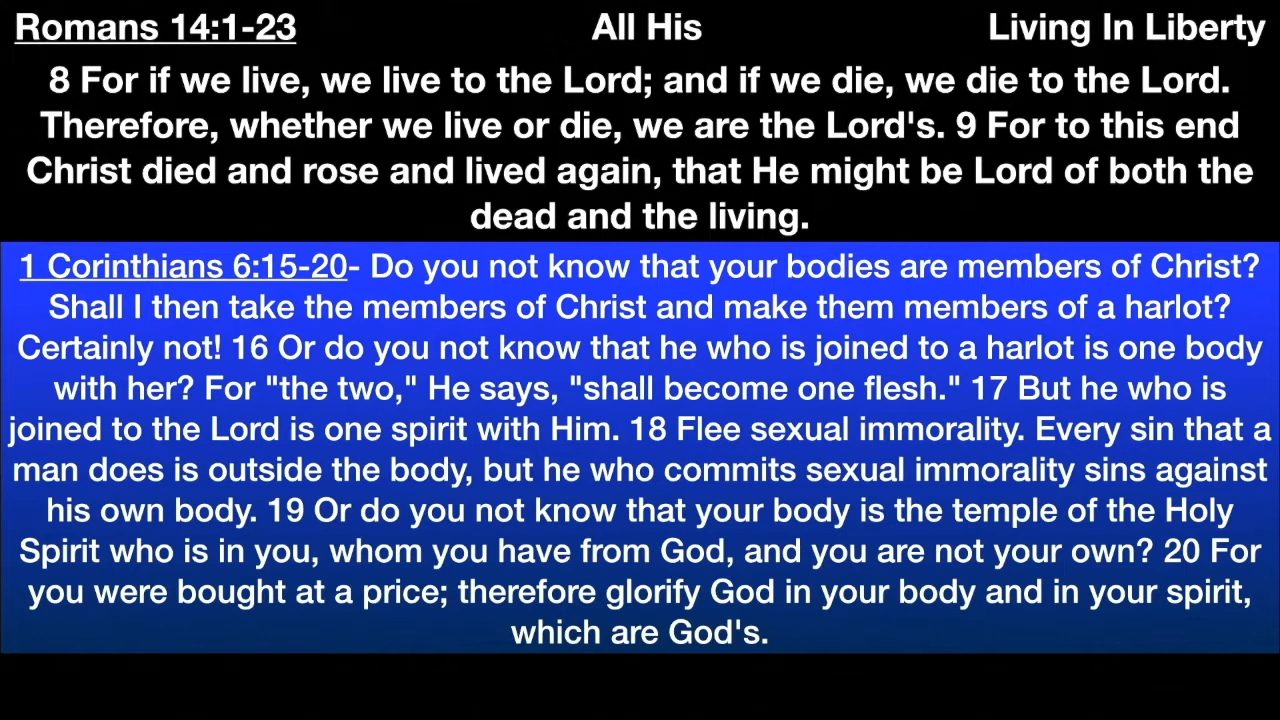 Romans 14:1-23 All His Living In Liberty
8 For if we live, we live to the Lord; and if we die, we die to the Lord.
Therefore, whether we live or die, we are the Lord's. 9 For to this end
Christ died and rose and lived again, that He might be Lord of both the
dead and the living.
1 Corinthians 6:15-20- Do you not know that your bodies are members of Christ?
Shall I then take the members of Christ and make them members of a harlot?
Certainly not! 16 Or do you not know that he who is joined to a harlot is one body
with her? For "the two," He says, "shall become one flesh." 17 But he who is
joined to the Lord is one spirit with Him. 18 Flee sexual immorality. Every sin that a
man does is outside the body, but he who commits sexual immorality sins against
his own body. 19 Or do you not know that your body is the temple of the Holy
Spirit who is in you, whom you have from God, and you are not your own? 20 For
you were bought at a price; therefore glorify God in your body and in your spirit,
which are God's.